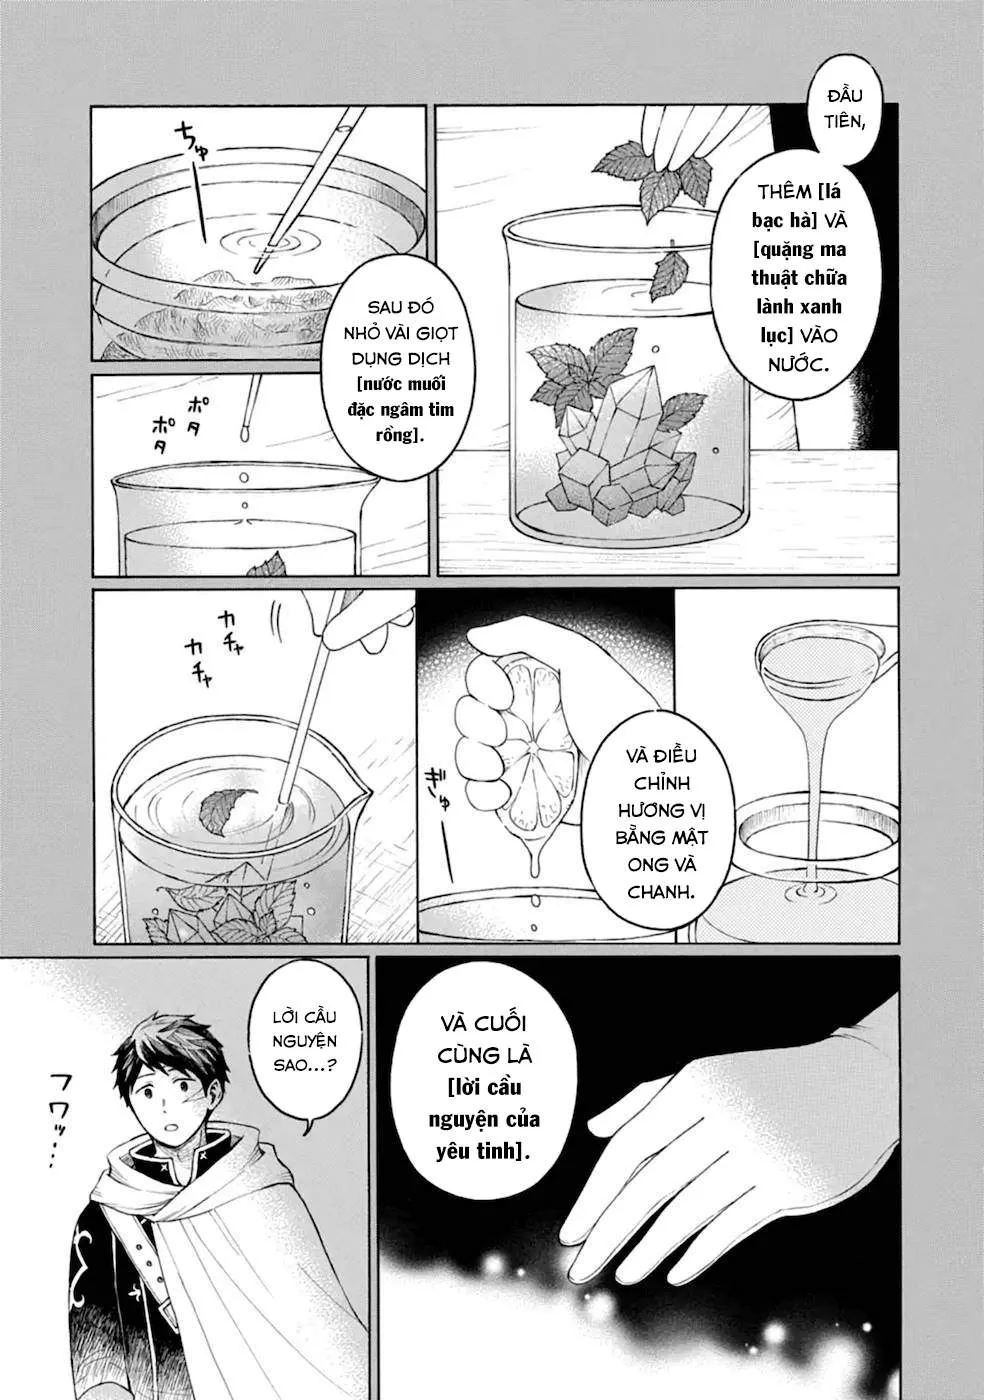 ĐẦU
TIÊN,
THÊM [lá
bạc hà] VÀ
[quặng ma
thuật chữa
lành xanh
lục] VÀO
NƯỚC.
ちゅ
SAU ĐÓ
NHỎ VÀI GIỌT
DUNG DỊCH
[nước muối
đặc ngâm tim
rồng].
ポタ
ポタ
VÀ ĐIỀU
CHỈNH
HƯƠNG VỊ
BẰNG MẬT
ONG VÀ
CHANH.
ぎゅ
カチャ
カチャ
VÀ CUỐI
CÙNG LÀ
[lời cầu
nguyện của
yêu tinh].
LỜI CẦU
NGUYỆN
SAO...?
フワッ…